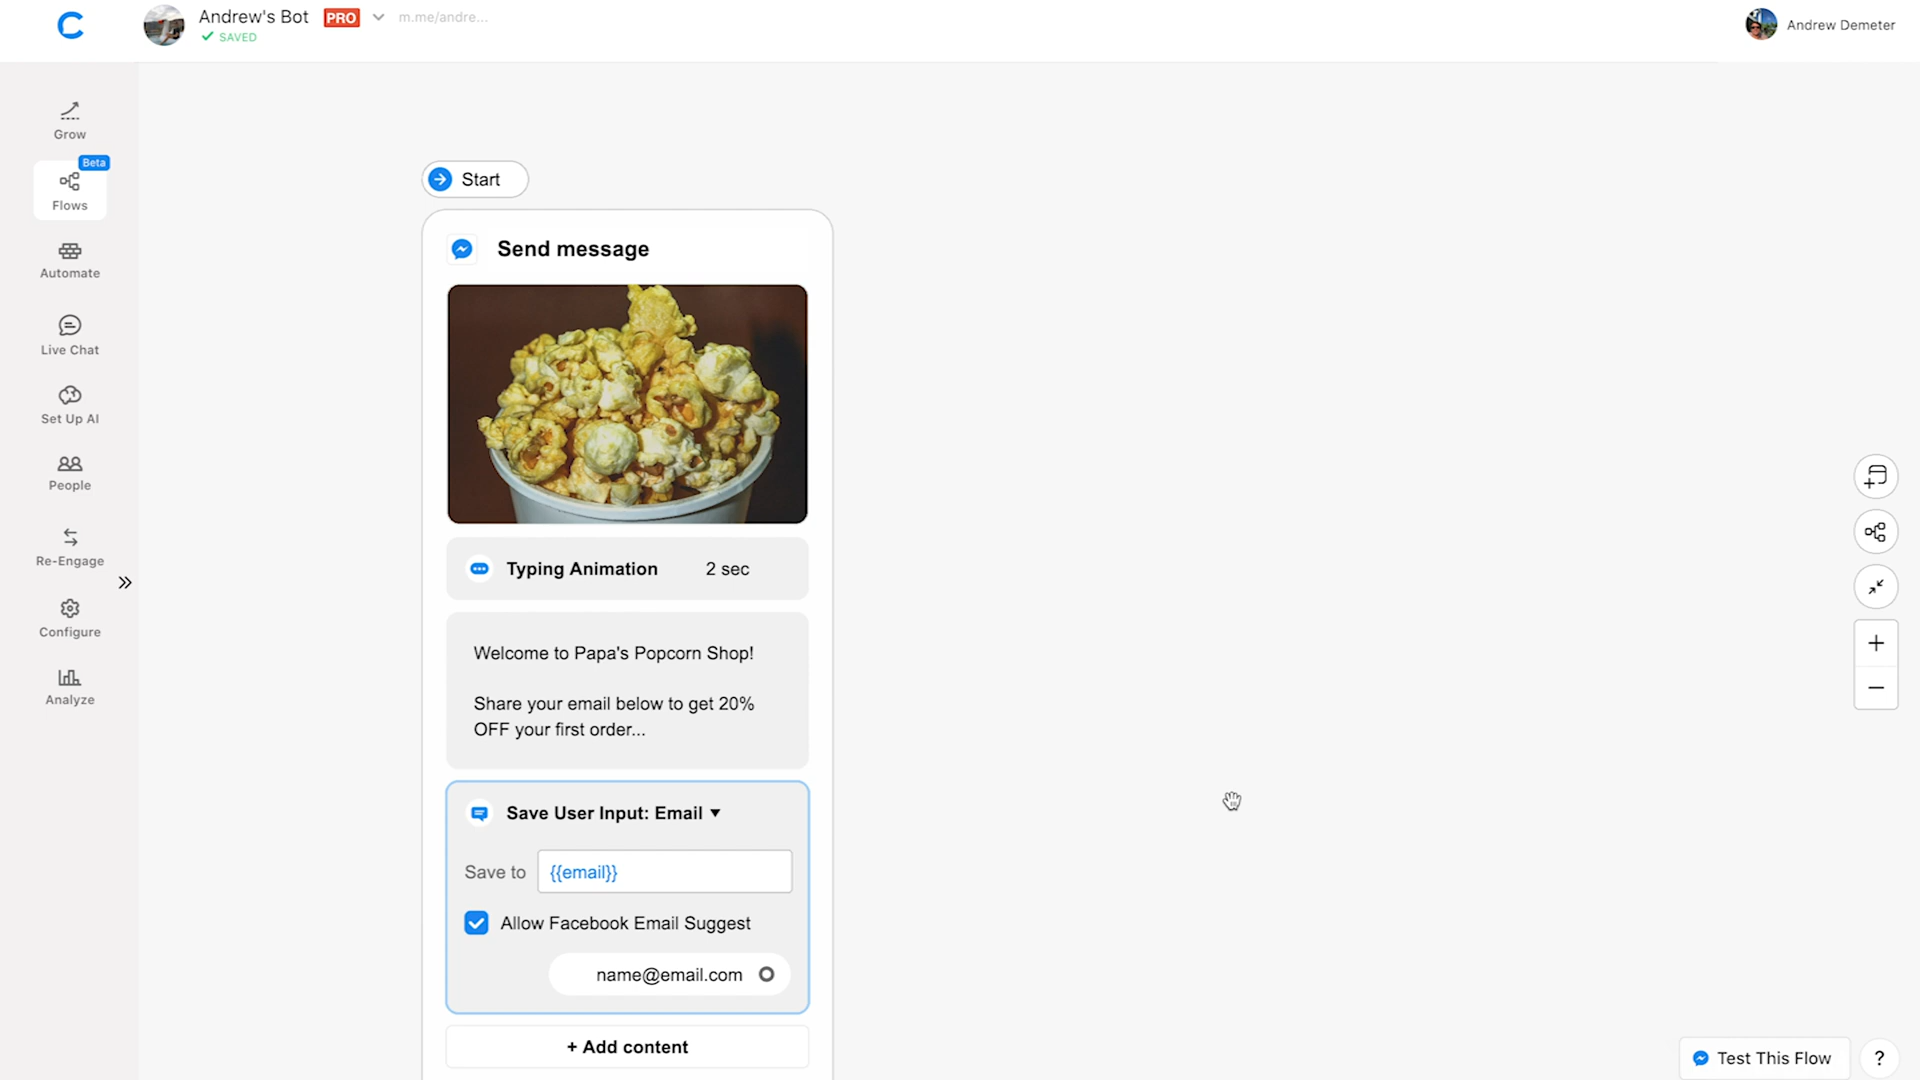 Andrew's Bot PRO m.me/andre...
SAVED
Andrew Demeter
Grow
Beta
Flows
Automate
Live Chat
Set Up AI
People
Re-Engage
Configure
Analyze
Start
Send message
Typing Animation 2 sec
Welcome to Papa's Popcorn Shop!
Share your email below to get 20%
OFF your first order...
Save User Input: Email
Save to {{email}}
Allow Facebook Email Suggest
name@email.com
+ Add content
Test This Flow ?